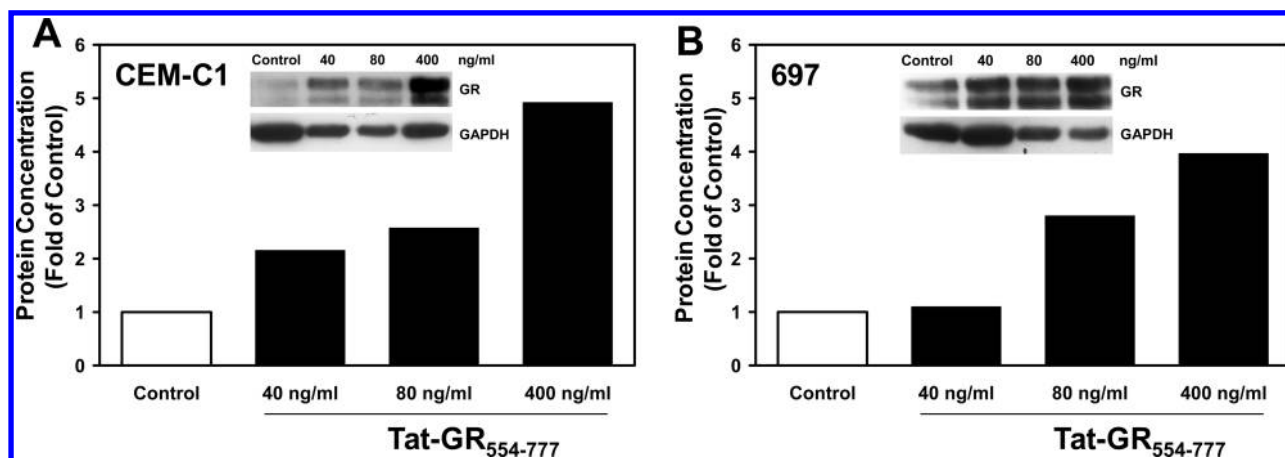 A
CEM-C1
Control 40 80 400 ng/ml
GR
GAPDH
Protein Concentration
(Fold of Control)
6
5
4
3
2
1
0
Control 40 ng/ml 80 ng/ml 400 ng/ml
Tat-GR554-777
B
697
Control 40 80 400 ng/ml
GR
GAPDH
Protein Concentration
(Fold of Control)
6
5
4
3
2
1
0
Control 40 ng/ml 80 ng/ml 400 ng/ml
Tat-GR554-777